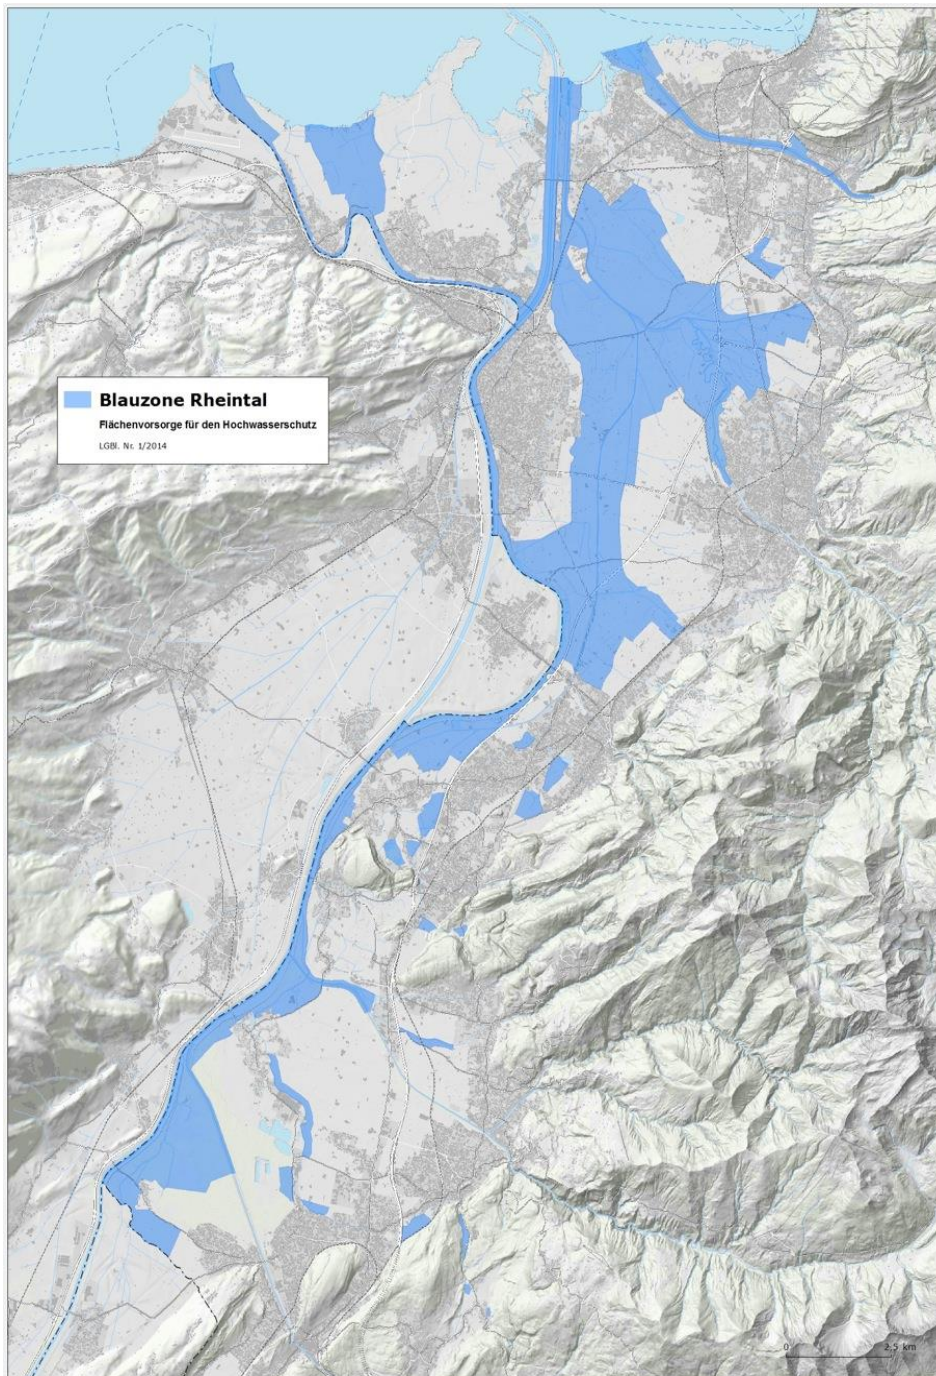 Blauzone Rheintal
Flächenvorsorge für den Hochwasserschutz
LGBl. Nr. 1/2014
0 2,5 km